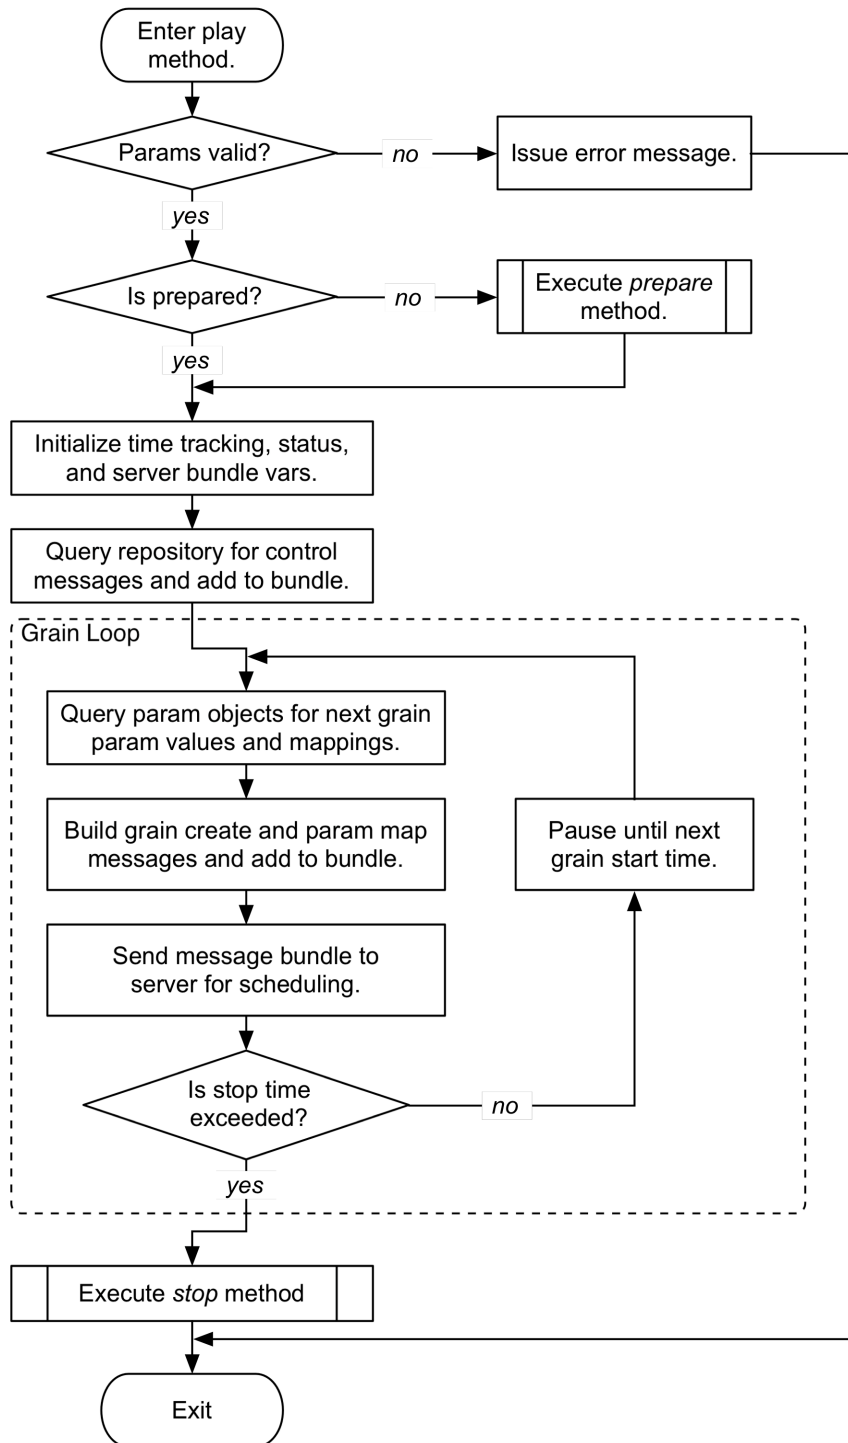 Enter play
method.
Params valid?
no
Issue error message.
yes
Is prepared?
no
Execute prepare
method.
yes
Initialize time tracking, status,
and server bundle vars.
Query repository for control
messages and add to bundle.
Grain Loop
Query param objects for next grain
param values and mappings.
Build grain create and param map
messages and add to bundle.
Pause until next
grain start time.
Send message bundle to
server for scheduling.
Is stop time
exceeded?
no
yes
Execute stop method
Exit